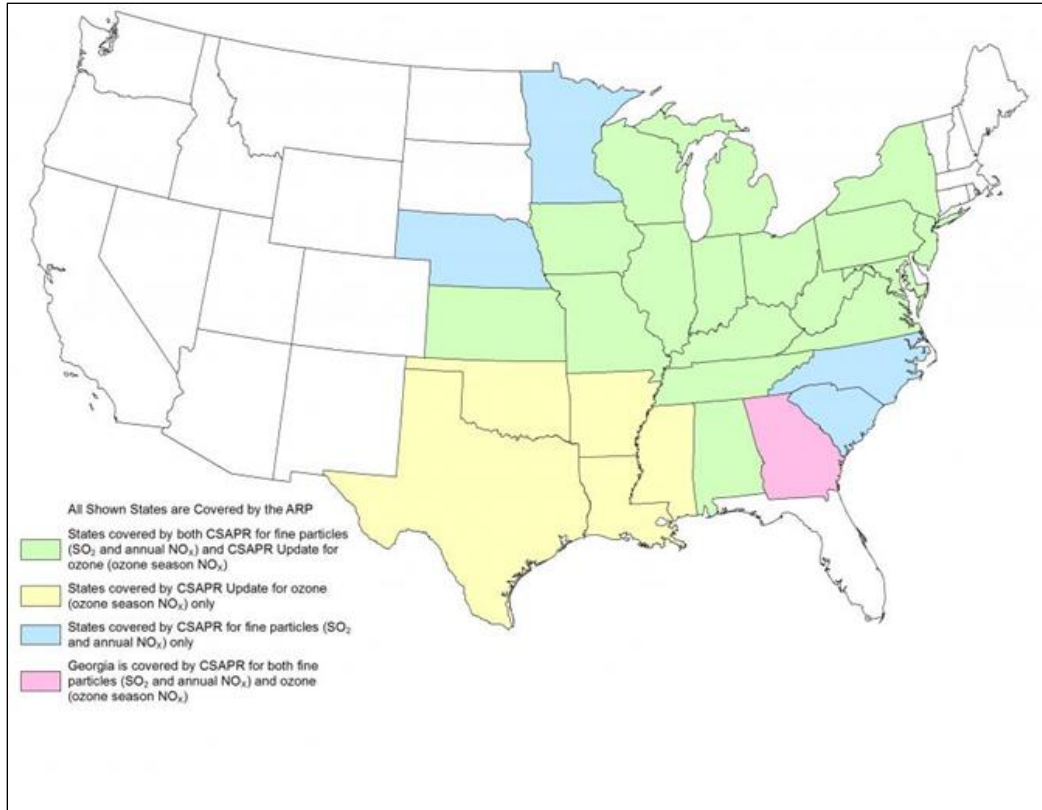 All Shown States are Covered by the ARP
States covered by both CSAPR for fine particles
(SO₂ and annual NOₓ) and CSAPR Update for
ozone (ozone season NOₓ)
States covered by CSAPR Update for ozone
(ozone season NOₓ) only
States covered by CSAPR for fine particles (SO₂
and annual NOₓ) only
Georgia is covered by CSAPR for both fine
particles (SO₂ and annual NOₓ) and ozone
(ozone season NOₓ)